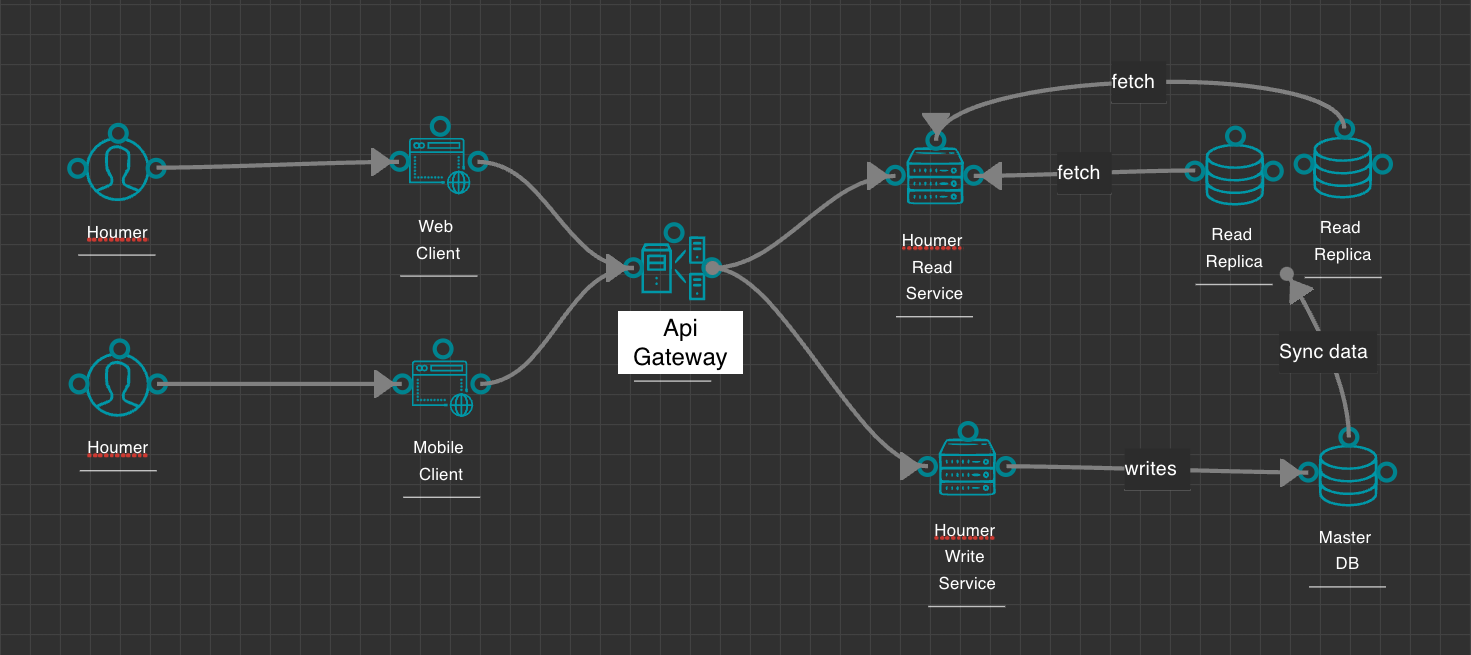 Houmer
Web
Client
Houmer
Mobile
Client
Api
Gateway
Houmer
Read
Service
Houmer
Write
Service
fetch
fetch
Read
Replica
Read
Replica
Sync data
writes
Master
DB